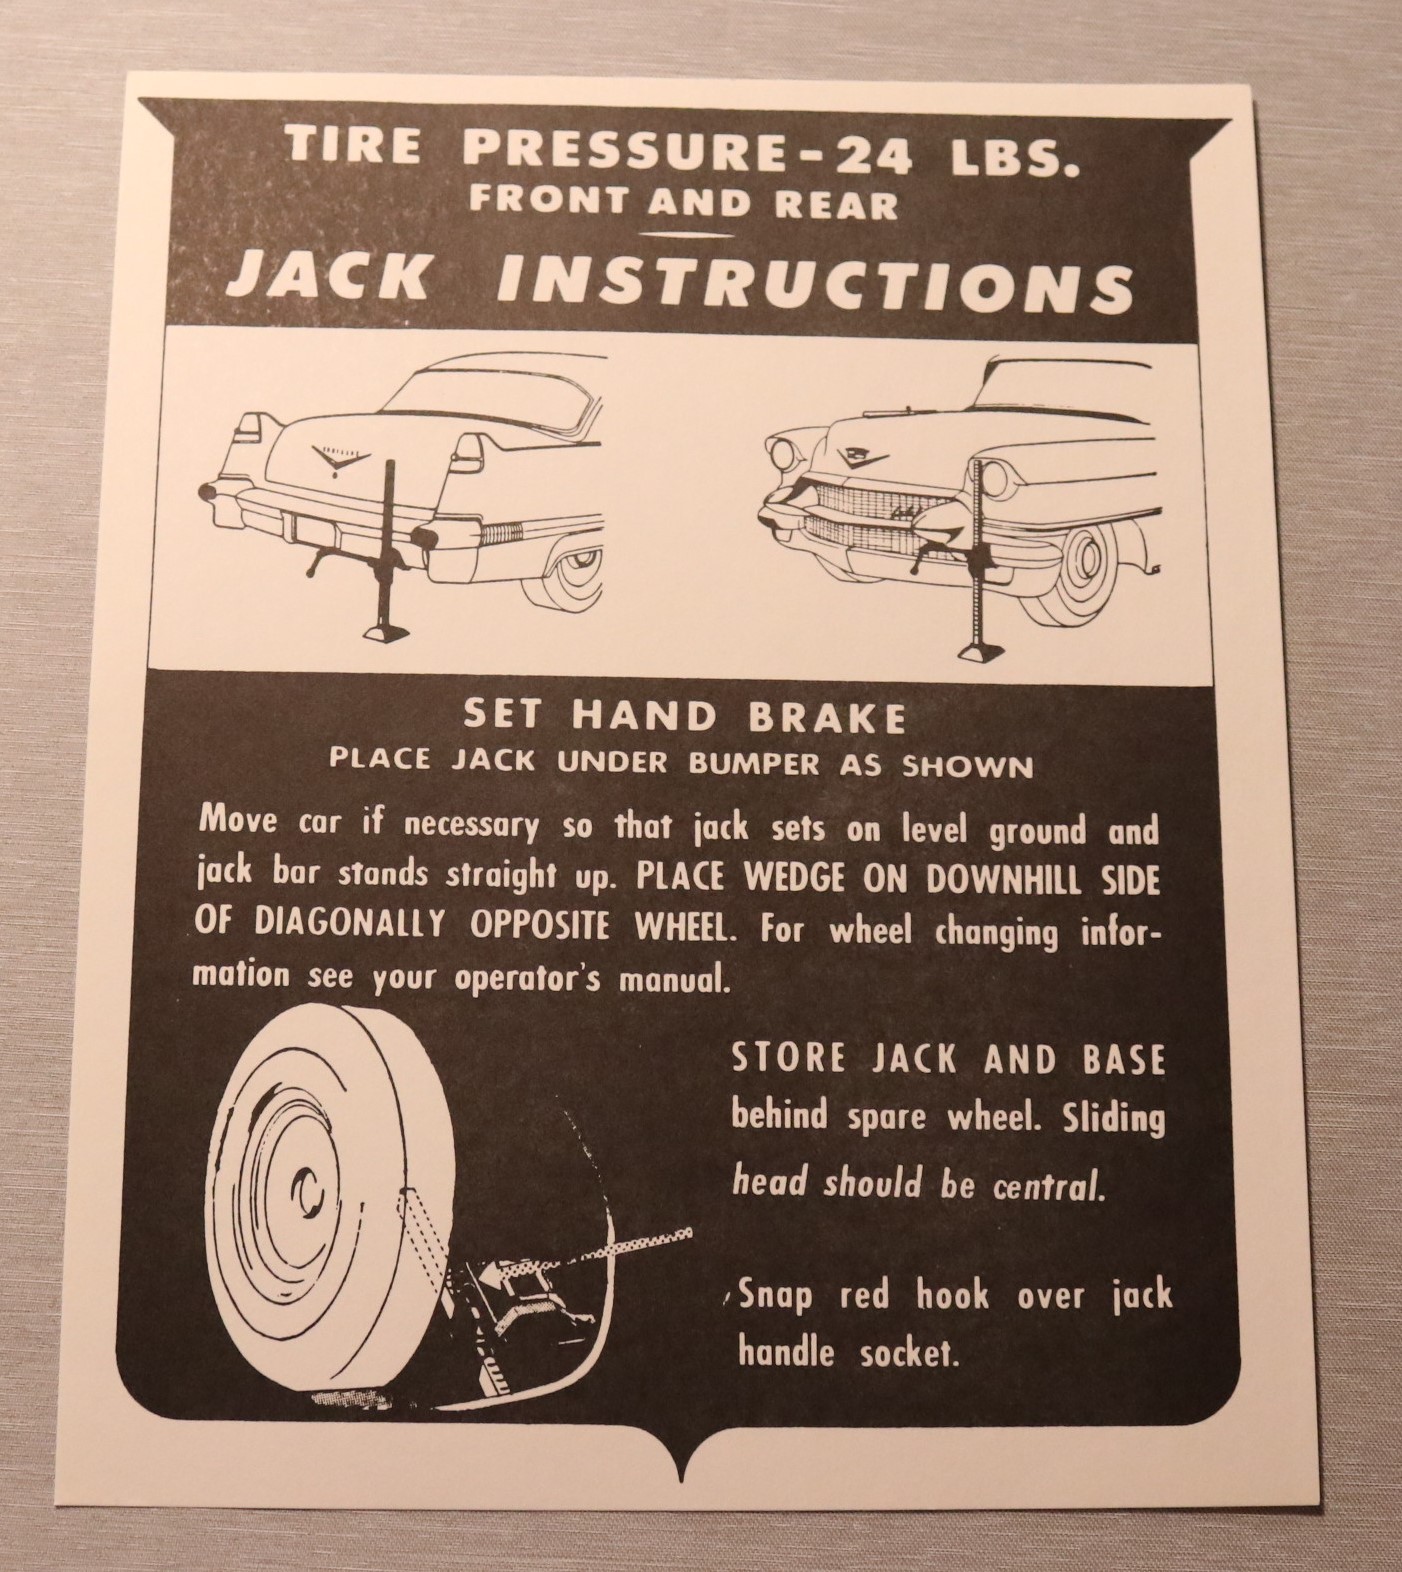 TIRE PRESSURE-24 LBS.
FRONT AND REAR
JACK INSTRUCTIONS
SET HAND BRAKE
PLACE JACK UNDER BUMPER AS SHOWN
Move car if necessary so that jack sets on level ground and
jack bar stands straight up. PLACE WEDGE ON DOWNHILL SIDE
OF DIAGONALLY OPPOSITE WHEEL. For wheel changing infor-
mation see your operator's manual.
STORE JACK AND BASE
behind spare wheel. Sliding
head should be central.
Snap red hook over jack
handle socket.